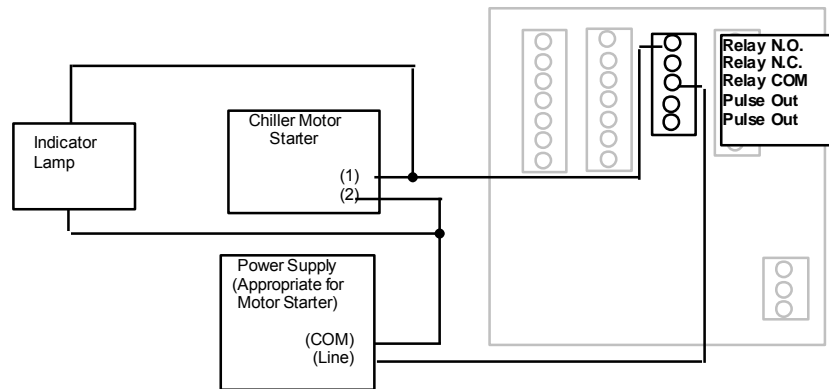 Indicator
Lamp
Chiller Motor
Starter
(1)
(2)
Power Supply
(Appropriate for
Motor Starter)
(COM)
(Line)
Relay N.O.
Relay N.C.
Relay COM
Pulse Out
Pulse Out